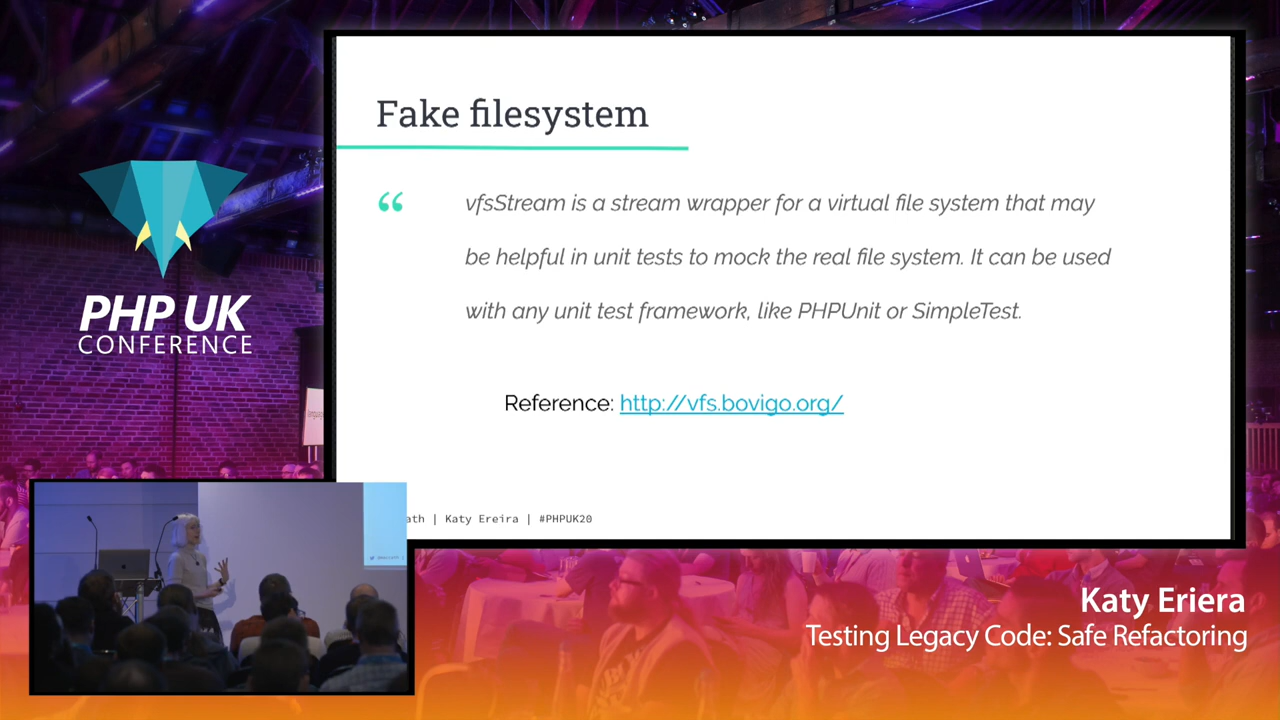 Fake filesystem
“
vfsStream is a stream wrapper for a virtual file system that may
be helpful in unit tests to mock the real file system. It can be used
with any unit test framework, like PHPUnit or SimpleTest.
Reference: http://vfs.bovigo.org/
| Katy Ereira | #PHPUK20
PHP UK
CONFERENCE
Katy Eriera
Testing Legacy Code: Safe Refactoring